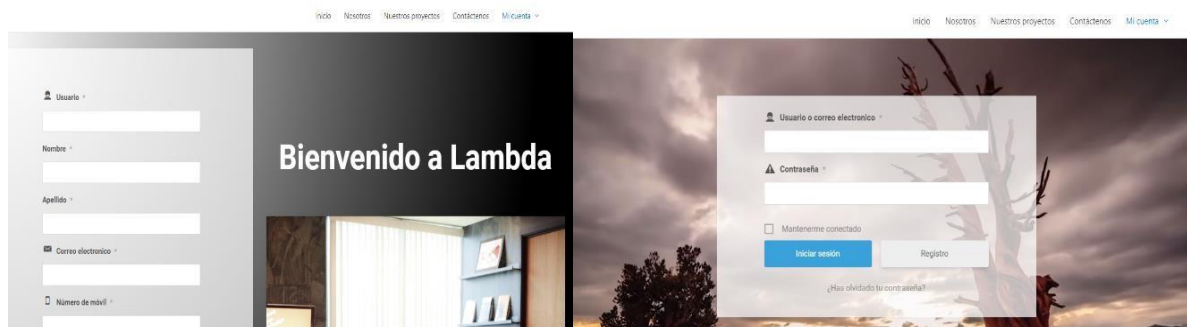 Inicio Nosotros Nuestros proyectos Contáctenos Mi cuenta
Usuario *
Nombre *
Apellido *
Correo electronico *
Número de móvil *
Bienvenido a Lambda
Inicio Nosotros Nuestros proyectos Contáctenos Mi cuenta
Usuario o correo electronico *
Contraseña *
Mantenerme conectado
Iniciar sesión Registro
¿Has olvidado tu contraseña?